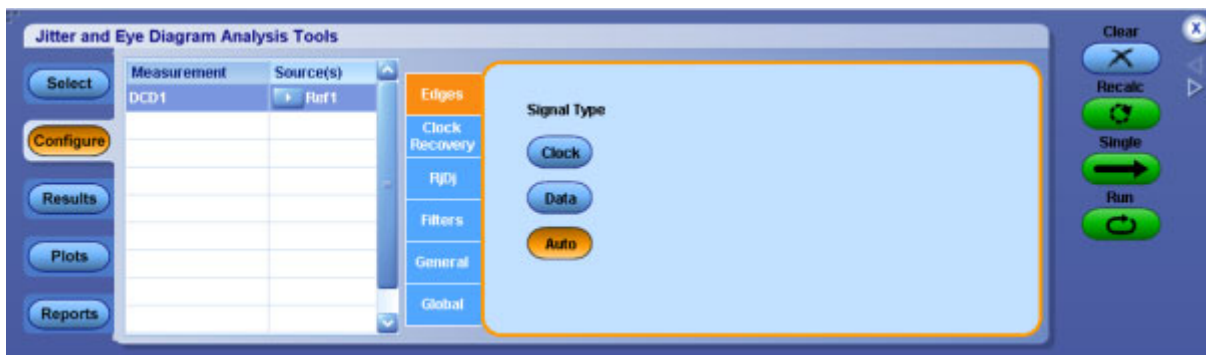 Jitter and Eye Diagram Analysis Tools
Select
Configure
Results
Plots
Reports
Measurement Source(s)
DCD1 Ref1
Edges
Clock
Recovery
RjDj
Filters
General
Global
Signal Type
Clock
Data
Auto
Clear
Recalc
Single
Run
x